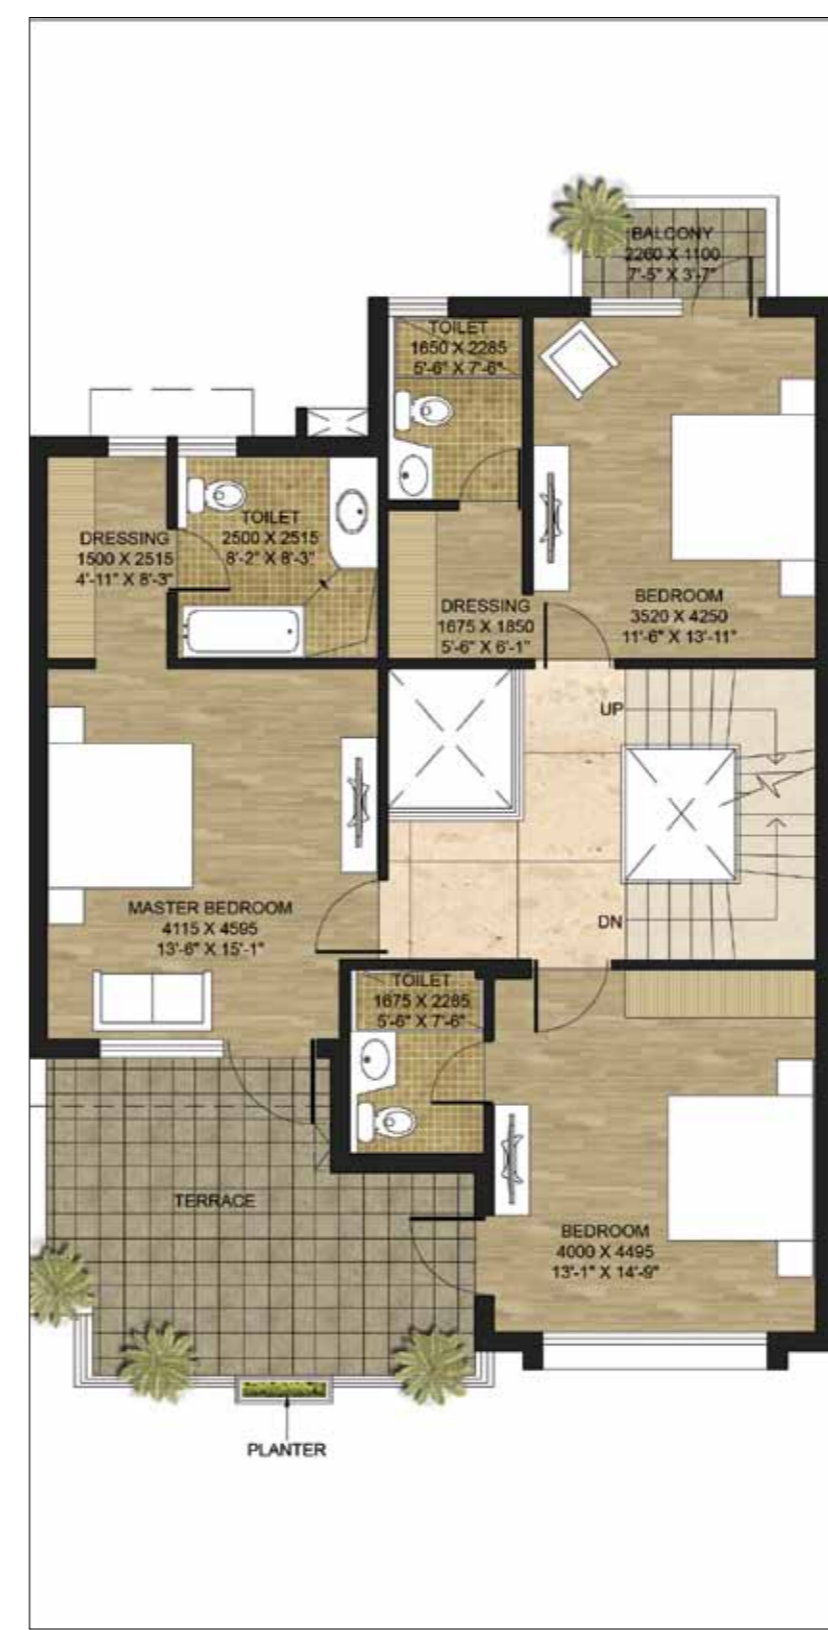 BALCONY
2260 X 1100
7'-5" X 3'-7"
TOILET
1650 X 2285
5'-6" X 7'-6"
TOILET
2500 X 2515
8'-2" X 8'-3"
DRESSING
1500 X 2515
4'-11" X 8'-3"
DRESSING
1675 X 1850
5'-6" X 6'-1"
BEDROOM
3520 X 4250
11'-6" X 13'-11"
UP
MASTER BEDROOM
4115 X 4595
13'-6" X 15'-1"
DN
TOILET
1675 X 2285
5'-6" X 7'-6"
TERRACE
BEDROOM
4000 X 4495
13'-1" X 14'-9"
PLANTER